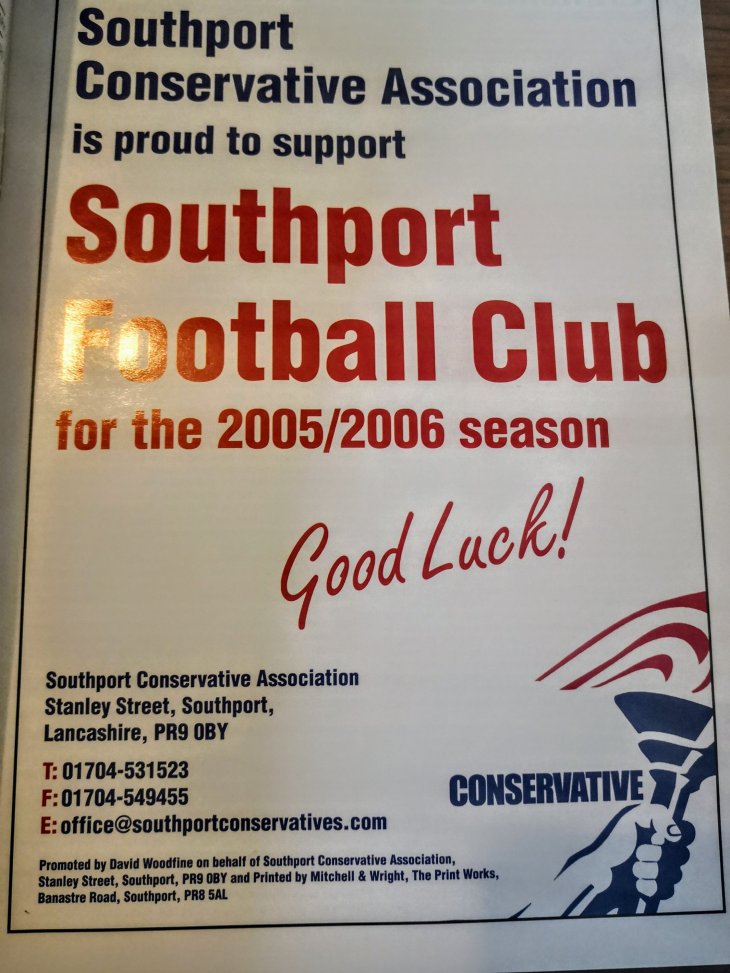 Southport
Conservative Association
is proud to support
Southport
Football Club
for the 2005/2006 season
Good Luck!
Southport Conservative Association
Stanley Street, Southport,
Lancashire, PR9 0BY
T: 01704-531523
F: 01704-549455
E: office@southportconservatives.com
CONSERVATIVE
Promoted by David Woodfine on behalf of Southport Conservative Association,
Stanley Street, Southport, PR9 0BY and Printed by Mitchell & Wright, The Print Works,
Banastre Road, Southport, PR8 5AL